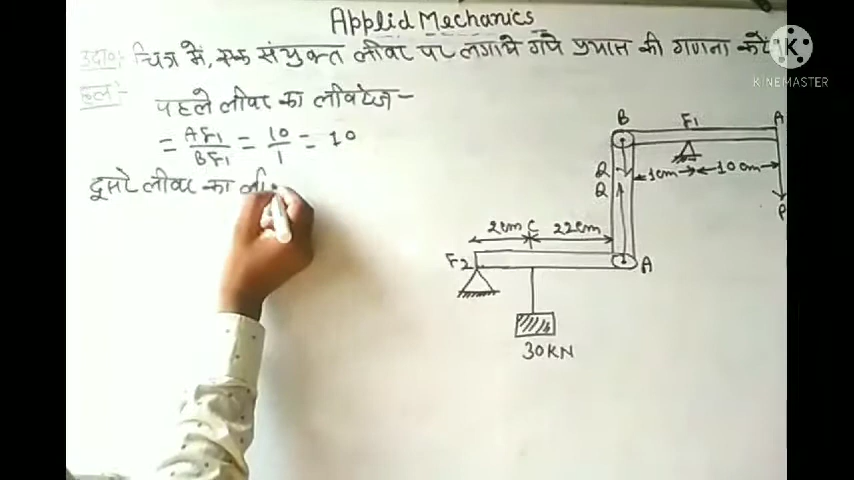 Applid Mechanics
उदा०:- चित्र में, एक संयुक्त लीवर पर लगाये गये प्रयास की गणना करें।
हल:- पहले लीवर का लीवरेज -
= AF1/BF1 = 10/1 = 10
दूसरे लीवर का ली
B F1 A
1cm 10cm
Q
Q
P
2cm C 22cm
F2 A
30KN
K
KINEMASTER